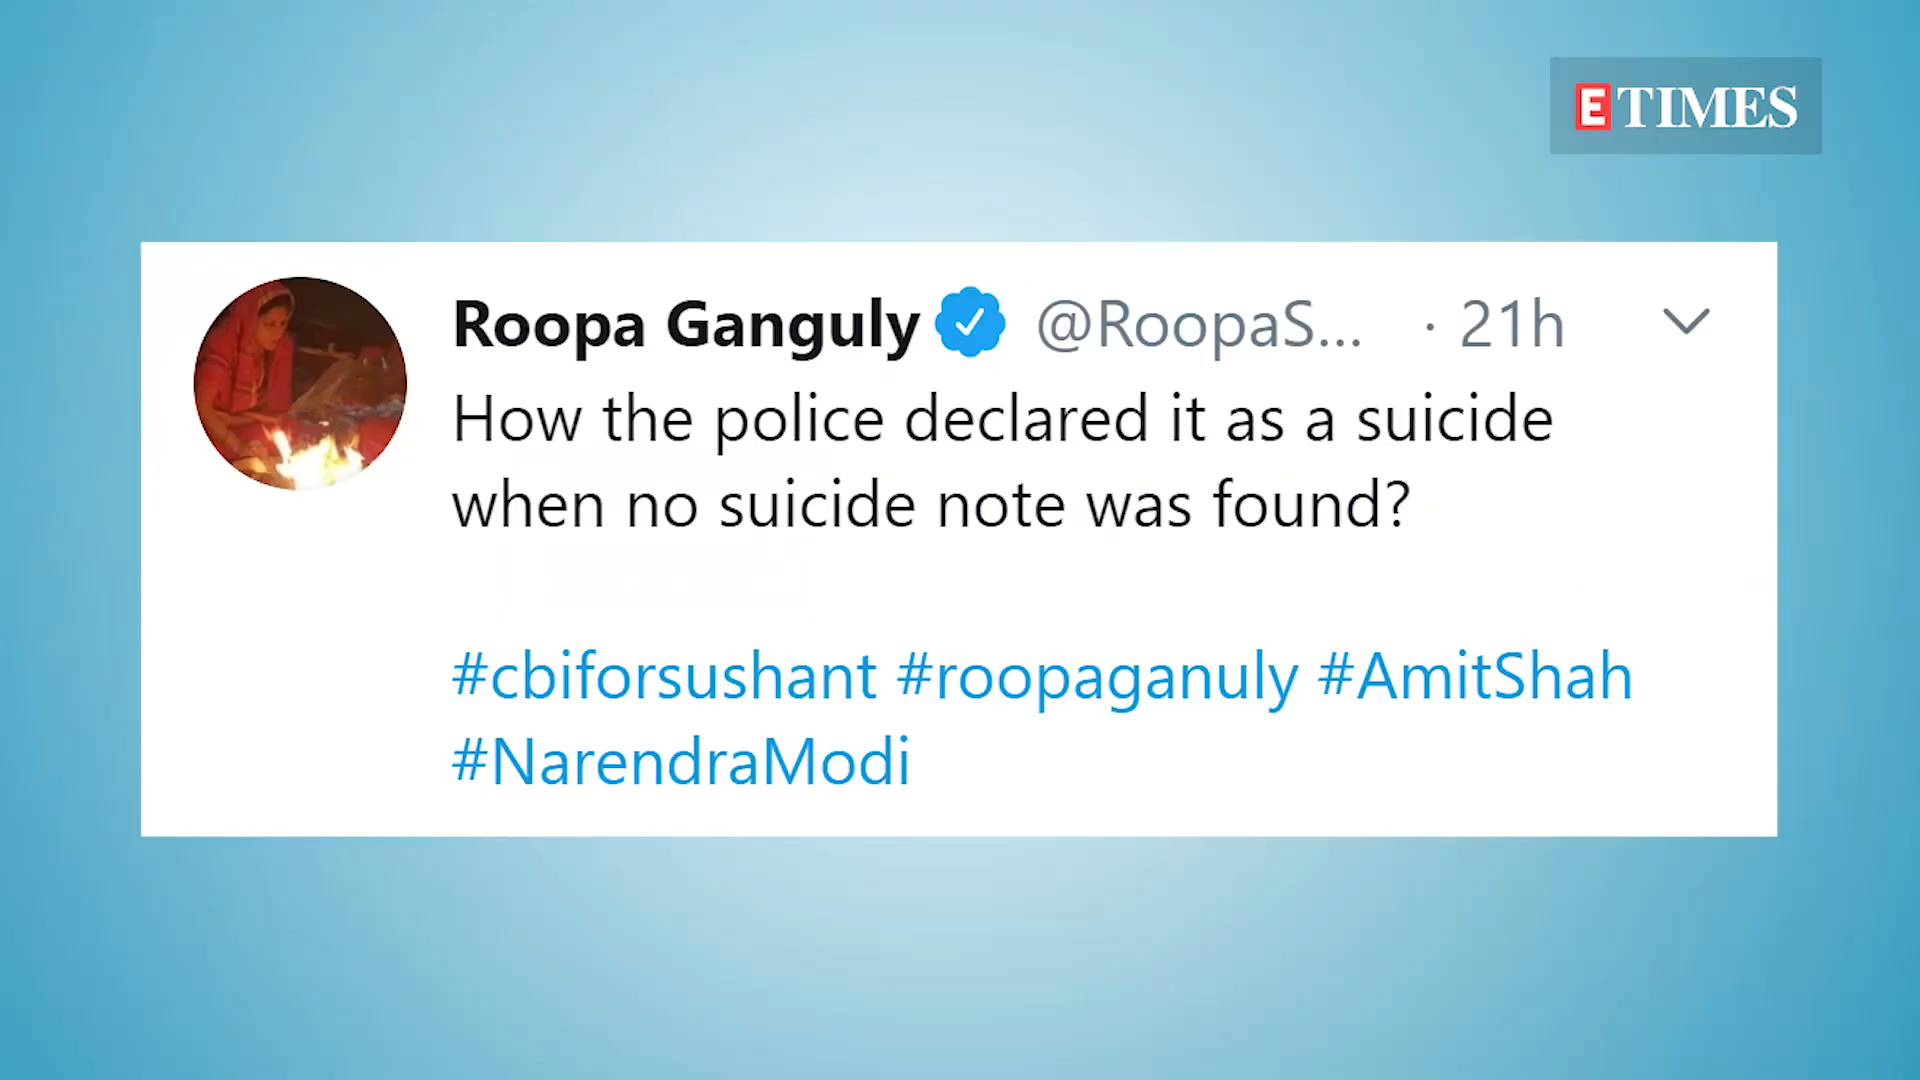 ETIMES
Roopa Ganguly @RoopaS... · 21h
How the police declared it as a suicide
when no suicide note was found?
#cbiforsushant #roopaganuly #AmitShah
#NarendraModi